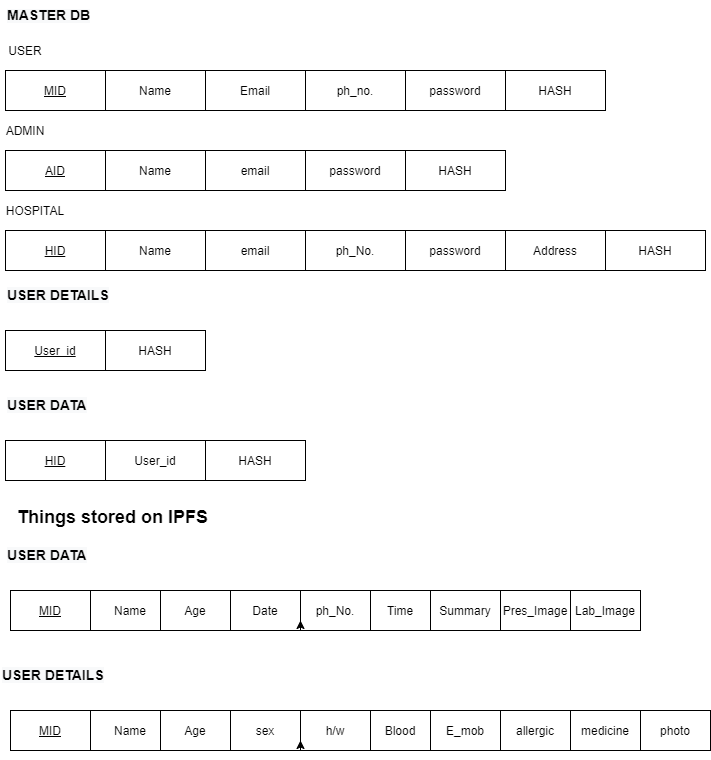 MASTER DB
USER
MID Name Email ph_no. password HASH
ADMIN
AID Name email password HASH
HOSPITAL
HID Name email ph_No. password Address HASH
USER DETAILS
User_id HASH
USER DATA
HID User_id HASH
Things stored on IPFS
USER DATA
MID Name Age Date ph_No. Time Summary Pres_Image Lab_Image
USER DETAILS
MID Name Age sex h/w Blood E_mob allergic medicine photo